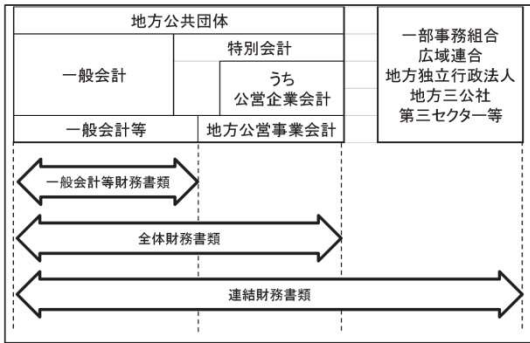 地方公共団体
一般会計
特別会計
うち
公営企業会計
一般会計等
地方公営事業会計
一部事務組合
広域連合
地方独立行政法人
地方三公社
第三セクター等
一般会計等財務書類
全体財務書類
連結財務書類